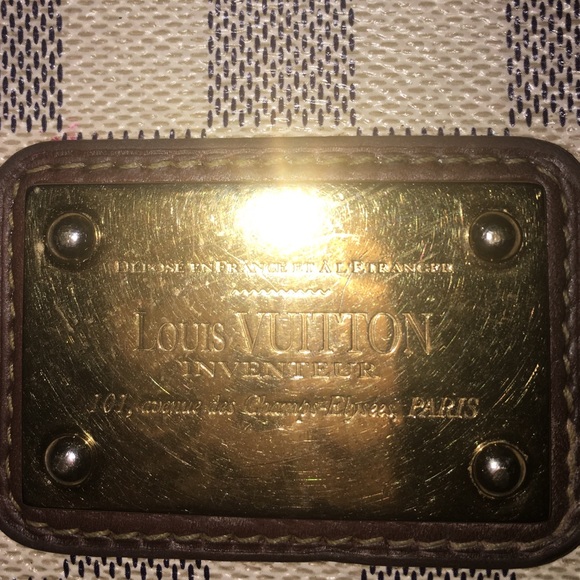 DÉPOSÉ EN FRANCE ET À L'ÉTRANGER
LOUIS VUITTON
INVENTEUR
101, avenue des Champs-Elysées, PARIS